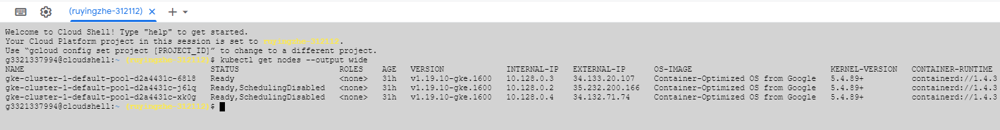 (ruyingzhe-312112) × + ▾
Welcome to Cloud Shell! Type "help" to get started.
Your Cloud Platform project in this session is set to ruyingzhe-312112.
Use “gcloud config set project [PROJECT_ID]” to change to a different project.
g3321337994@cloudshell:~ (ruyingzhe-312112)$ kubectl get nodes --output wide
NAME STATUS ROLES AGE VERSION INTERNAL-IP EXTERNAL-IP OS-IMAGE KERNEL-VERSION CONTAINER-RUNTIME
gke-cluster-1-default-pool-d2a4431c-68l8 Ready <none> 31h v1.19.10-gke.1600 10.128.0.3 34.133.20.107 Container-Optimized OS from Google 5.4.89+ containerd://1.4.3
gke-cluster-1-default-pool-d2a4431c-j6lq Ready,SchedulingDisabled <none> 31h v1.19.10-gke.1600 10.128.0.2 35.232.200.166 Container-Optimized OS from Google 5.4.89+ containerd://1.4.3
gke-cluster-1-default-pool-d2a4431c-xk0g Ready,SchedulingDisabled <none> 31h v1.19.10-gke.1600 10.128.0.4 34.132.71.74 Container-Optimized OS from Google 5.4.89+ containerd://1.4.3
g3321337994@cloudshell:~ (ruyingzhe-312112)$